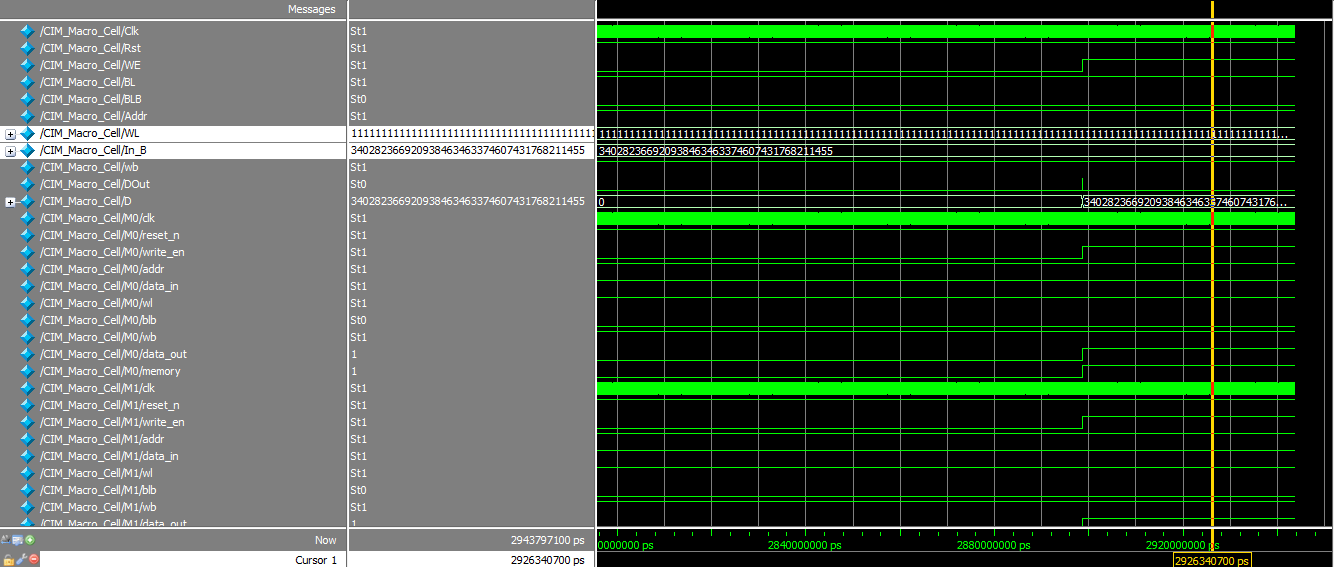 Messages
/CIM_Macro_Cell/Clk St1
/CIM_Macro_Cell/Rst St1
/CIM_Macro_Cell/WE St1
/CIM_Macro_Cell/BL St1
/CIM_Macro_Cell/BLB St0
/CIM_Macro_Cell/Addr St1
/CIM_Macro_Cell/WL
/CIM_Macro_Cell/In_B 340282366920938463463374607431768211455 340282366920938463463374607431768211455
/CIM_Macro_Cell/wb St1
/CIM_Macro_Cell/DOut St0
/CIM_Macro_Cell/D 340282366920938463463374607431768211455 0 34028236692093846346337460743176...
/CIM_Macro_Cell/M0/clk St1
/CIM_Macro_Cell/M0/reset_n St1
/CIM_Macro_Cell/M0/write_en St1
/CIM_Macro_Cell/M0/addr St1
/CIM_Macro_Cell/M0/data_in St1
/CIM_Macro_Cell/M0/wl St1
/CIM_Macro_Cell/M0/blb St0
/CIM_Macro_Cell/M0/wb St1
/CIM_Macro_Cell/M0/data_out 1
/CIM_Macro_Cell/M0/memory 1
/CIM_Macro_Cell/M1/clk St1
/CIM_Macro_Cell/M1/reset_n St1
/CIM_Macro_Cell/M1/write_en St1
/CIM_Macro_Cell/M1/addr St1
/CIM_Macro_Cell/M1/data_in St1
/CIM_Macro_Cell/M1/wl St1
/CIM_Macro_Cell/M1/blb St0
/CIM_Macro_Cell/M1/wb St1
/CIM_Macro_Cell/M1/data_out 1
Now 2943797100 ps ps 2840000000 ps 2880000000 ps 2920000000 ps
Cursor 1 2926340700 ps 2926340700 ps